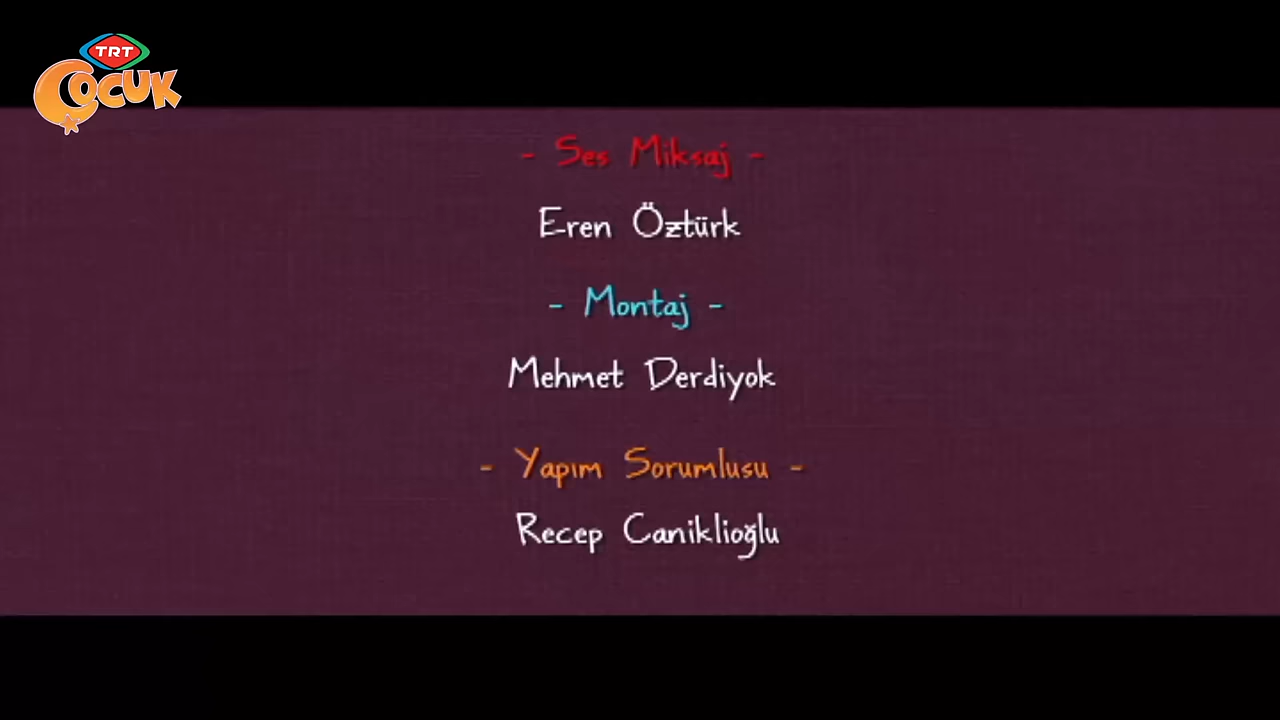 TRT
ÇOCUK
- Ses Miksaj -
Eren Öztürk
- Montaj -
Mehmet Derdiyok
- Yapım Sorumlusu -
Recep Caniklioğlu